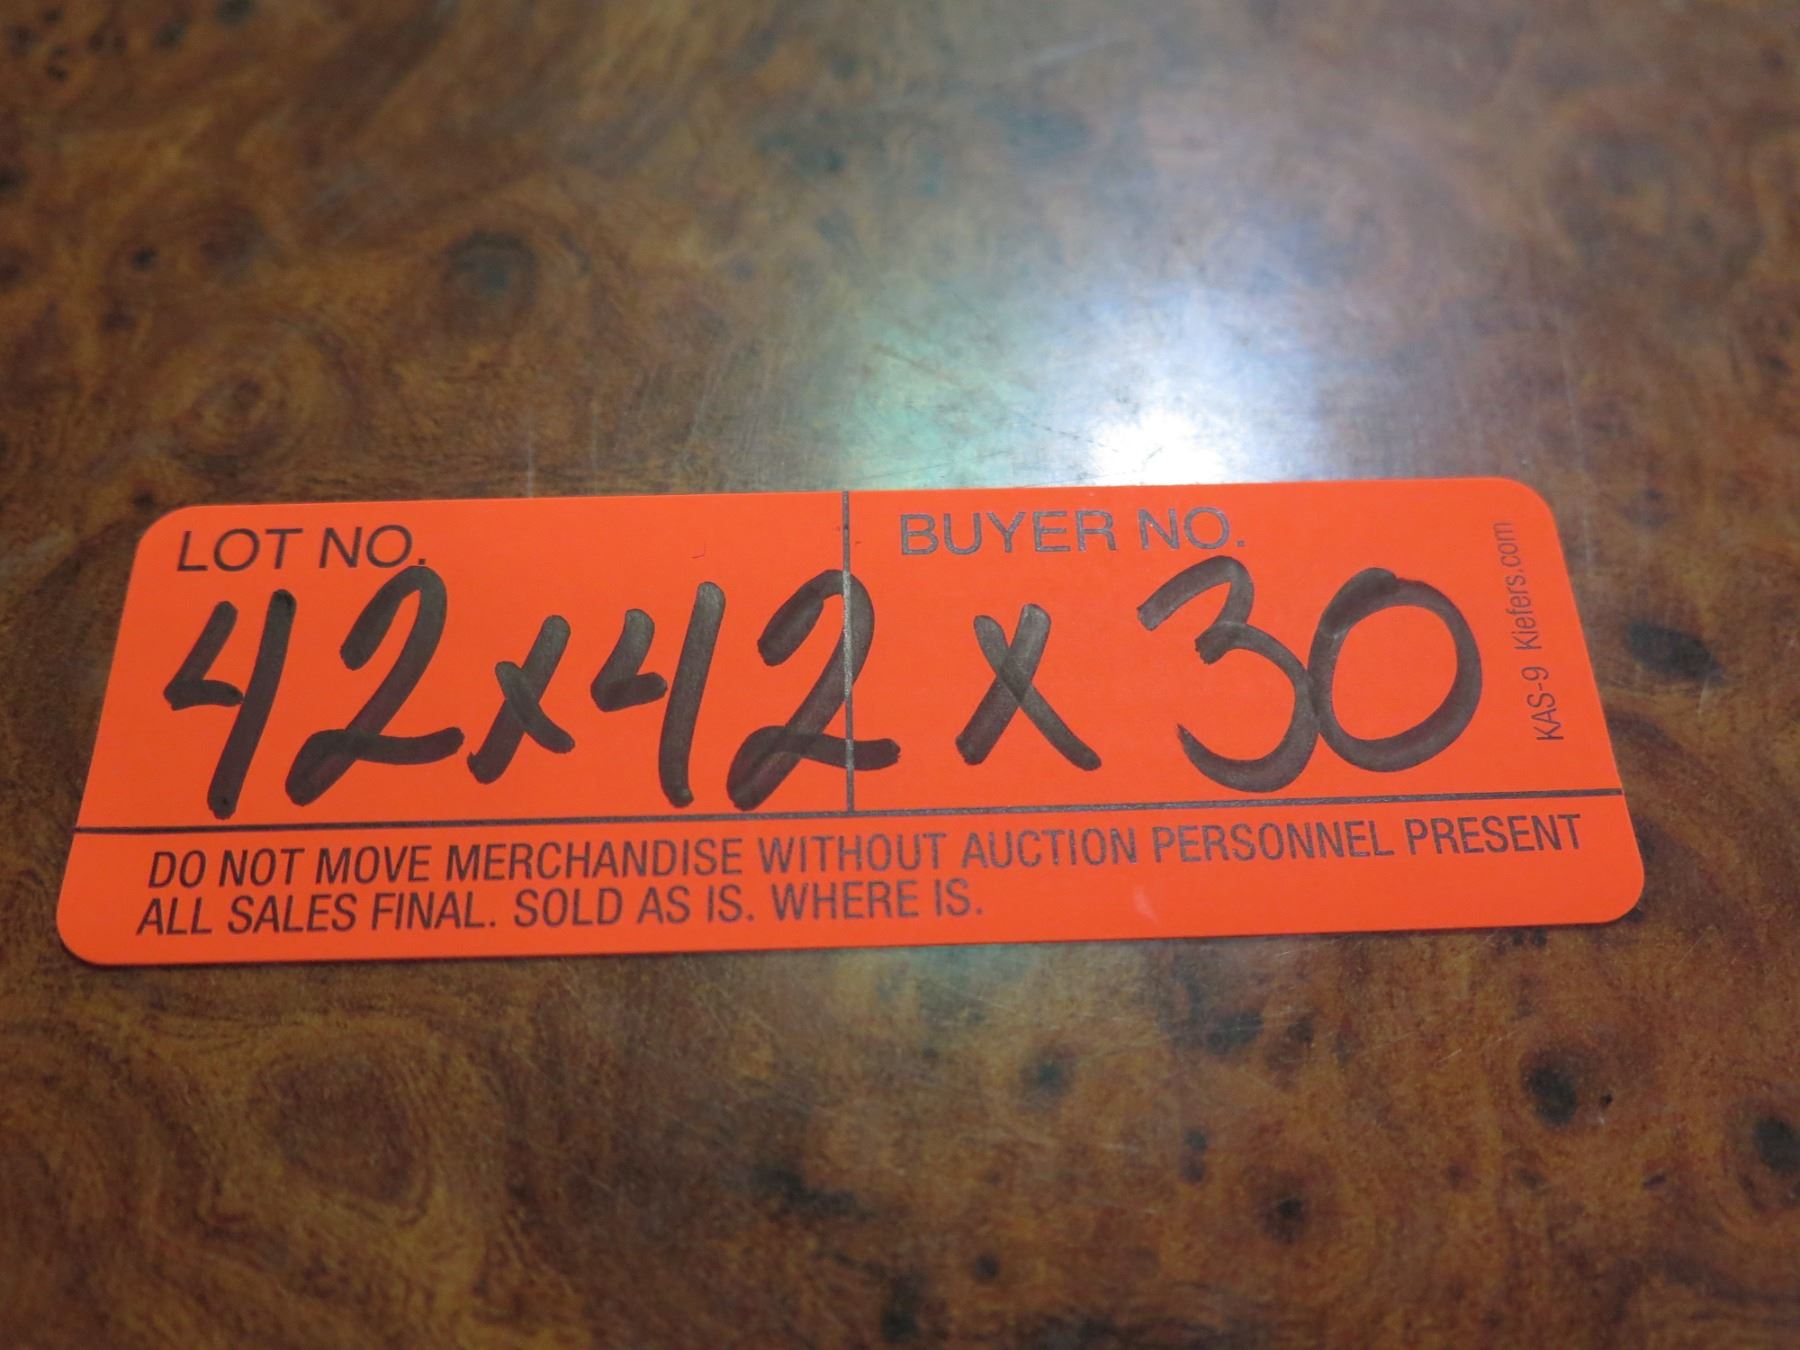 LOT NO.
BUYER NO.
42x42 x 30
KAS-9 Kiefers.com
DO NOT MOVE MERCHANDISE WITHOUT AUCTION PERSONNEL PRESENT
ALL SALES FINAL. SOLD AS IS. WHERE IS.